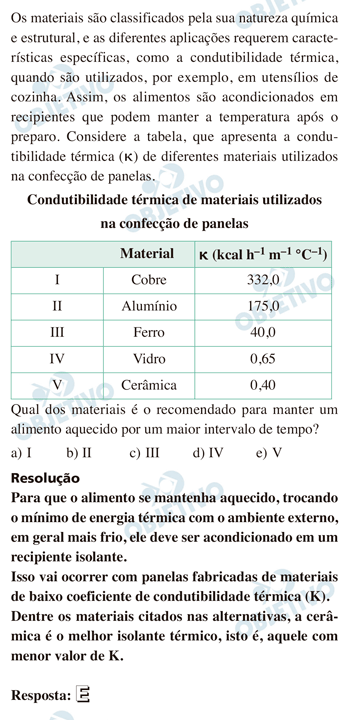 Os materiais são classificados pela sua natureza química
e estrutural, e as diferentes aplicações requerem caracte-
rísticas específicas, como a condutibilidade térmica,
quando são utilizados, por exemplo, em utensílios de
cozinha. Assim, os alimentos são acondicionados em
recipientes que podem manter a temperatura após o
preparo. Considere a tabela, que apresenta a condu-
tibilidade térmica (κ) de diferentes materiais utilizados
na confecção de panelas.
Condutibilidade térmica de materiais utilizados
na confecção de panelas
Material κ (kcal h⁻¹ m⁻¹ °C⁻¹)
I Cobre 332,0
II Alumínio 175,0
III Ferro 40,0
IV Vidro 0,65
V Cerâmica 0,40
Qual dos materiais é o recomendado para manter um
alimento aquecido por um maior intervalo de tempo?
a) I b) II c) III d) IV e) V
Resolução
Para que o alimento se mantenha aquecido, trocando
o mínimo de energia térmica com o ambiente externo,
em geral mais frio, ele deve ser acondicionado em um
recipiente isolante.
Isso vai ocorrer com panelas fabricadas de materiais
de baixo coeficiente de condutibilidade térmica (K).
Dentre os materiais citados nas alternativas, a cerâ-
mica é o melhor isolante térmico, isto é, aquele com
menor valor de K.
Resposta: E